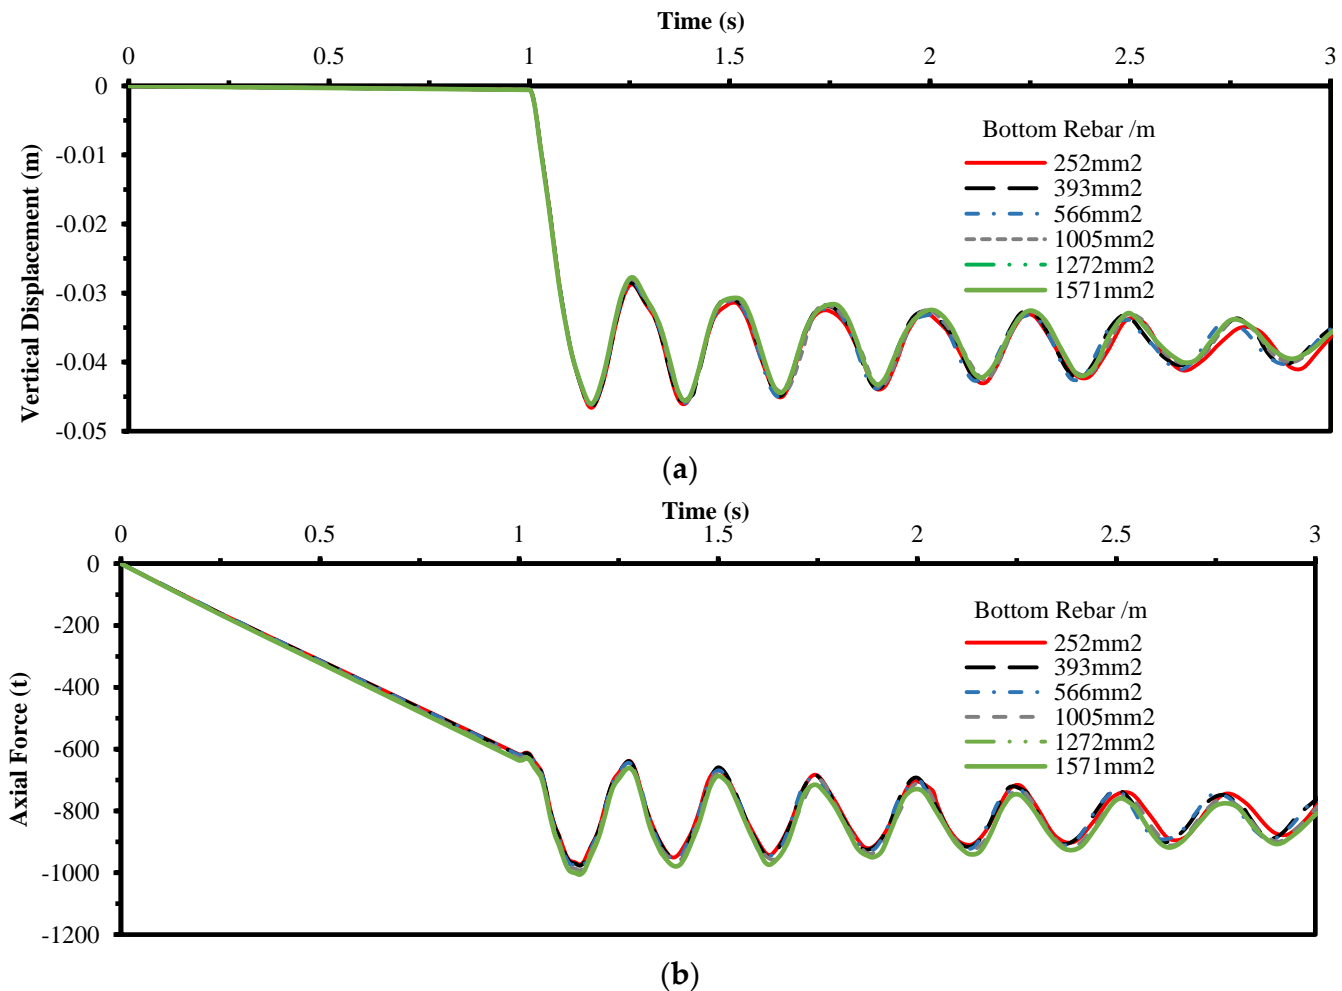 Time (s)
0 0.5 1 1.5 2 2.5 3
0
-0.01
-0.02
-0.03
-0.04
-0.05
Vertical Displacement (m)
Bottom Rebar /m
252mm2
393mm2
566mm2
1005mm2
1272mm2
1571mm2
(a)
Time (s)
0 0.5 1 1.5 2 2.5 3
0
-200
-400
-600
-800
-1000
-1200
Axial Force (t)
Bottom Rebar /m
252mm2
393mm2
566mm2
1005mm2
1272mm2
1571mm2
(b)